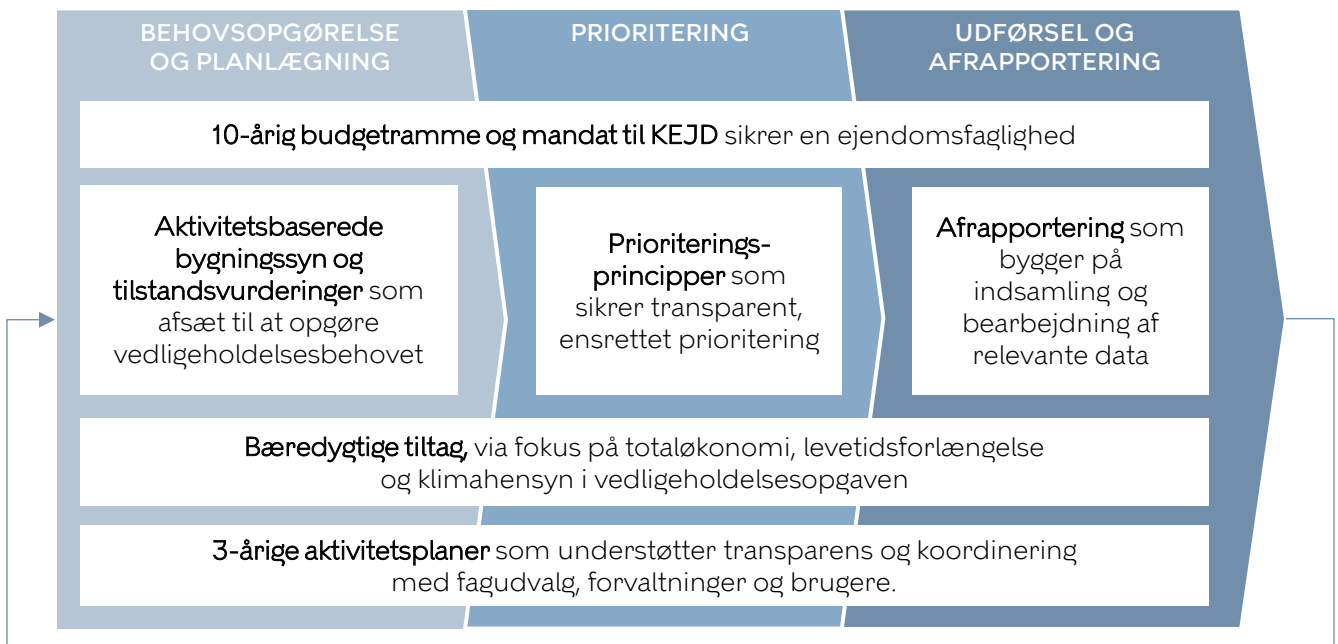 BEHOVSOPGØRELSE
OG PLANLÆGNING
PRIORITERING
UDFØRSEL OG
AFRAPPORTERING
10-årig budgetramme og mandat til KEJD sikrer en ejendomsfaglighed
Aktivitetsbaserede
bygningssyn og
tilstandsvurderinger som
afsæt til at opgøre
vedligeholdelsesbehovet
Prioriterings-
principper som
sikrer transparent,
ensrettet prioritering
Afrapportering som
bygger på
indsamling og
bearbejdning af
relevante data
Bæredygtige tiltag, via fokus på totaløkonomi, levetidsforlængelse
og klimahensyn i vedligeholdelsesopgaven
3-årige aktivitetsplaner som understøtter transparens og koordinering
med fagudvalg, forvaltninger og brugere.